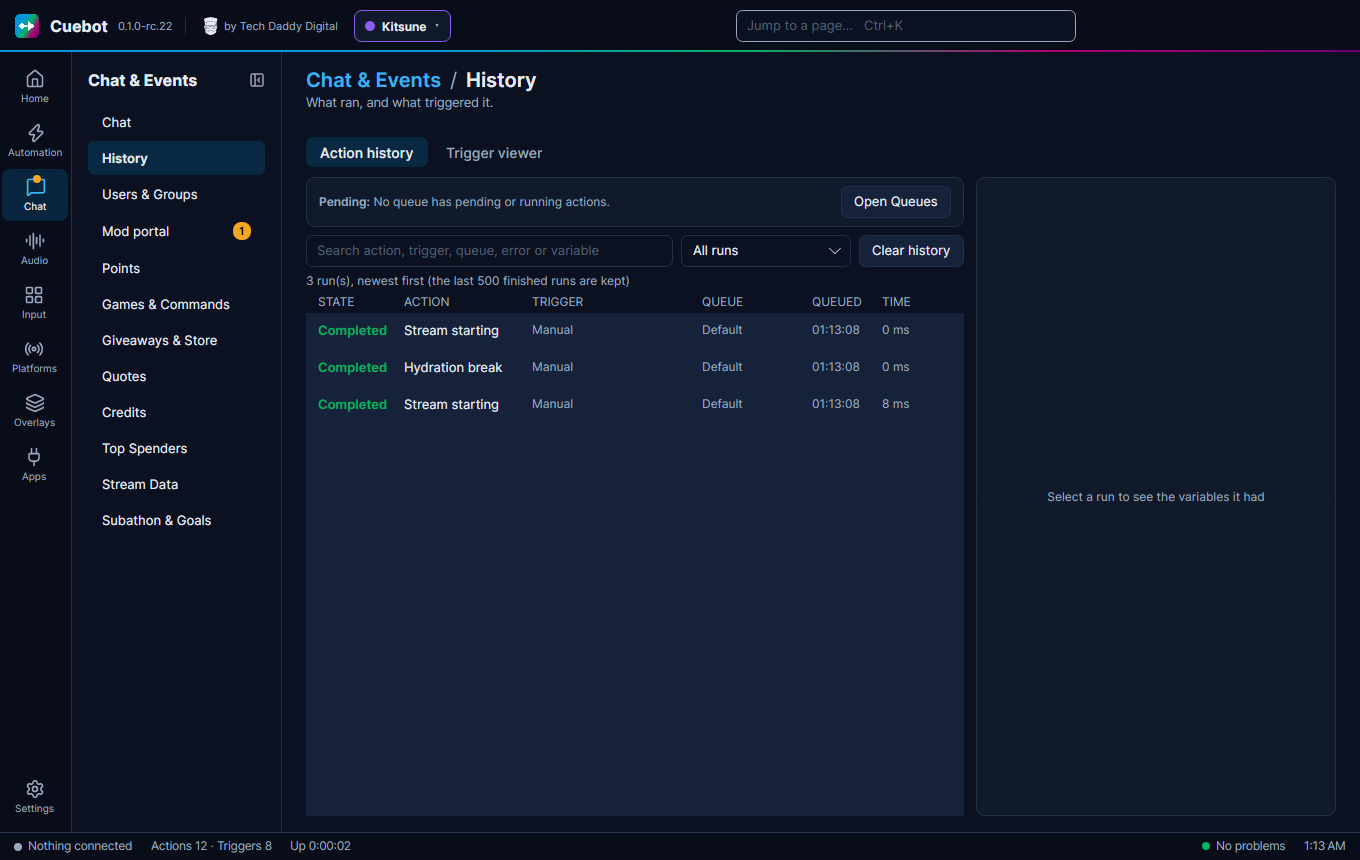 Cuebot 0.1.0-rc.22 by Tech Daddy Digital Kitsune Jump to a page... Ctrl+K
Home
Automation
Chat
Audio
Input
Platforms
Overlays
Apps
Settings
Chat & Events
Chat
History
Users & Groups
Mod portal 1
Points
Games & Commands
Giveaways & Store
Quotes
Credits
Top Spenders
Stream Data
Subathon & Goals
Chat & Events / History
What ran, and what triggered it.
Action history Trigger viewer
Pending: No queue has pending or running actions. Open Queues
Search action, trigger, queue, error or variable All runs Clear history
3 run(s), newest first (the last 500 finished runs are kept)
STATE ACTION TRIGGER QUEUE QUEUED TIME
Completed Stream starting Manual Default 01:13:08 0 ms
Completed Hydration break Manual Default 01:13:08 0 ms
Completed Stream starting Manual Default 01:13:08 8 ms
Select a run to see the variables it had
Nothing connected Actions 12 · Triggers 8 Up 0:00:02 No problems 1:13 AM